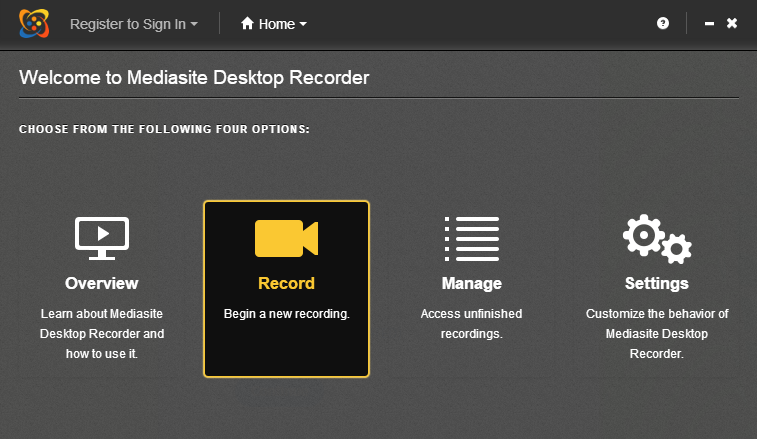 Register to Sign In
Home
Welcome to Mediasite Desktop Recorder
CHOOSE FROM THE FOLLOWING FOUR OPTIONS:
Overview
Learn about Mediasite
Desktop Recorder and
how to use it.
Record
Begin a new recording.
Manage
Access unfinished
recordings.
Settings
Customize the behavior of
Mediasite Desktop
Recorder.